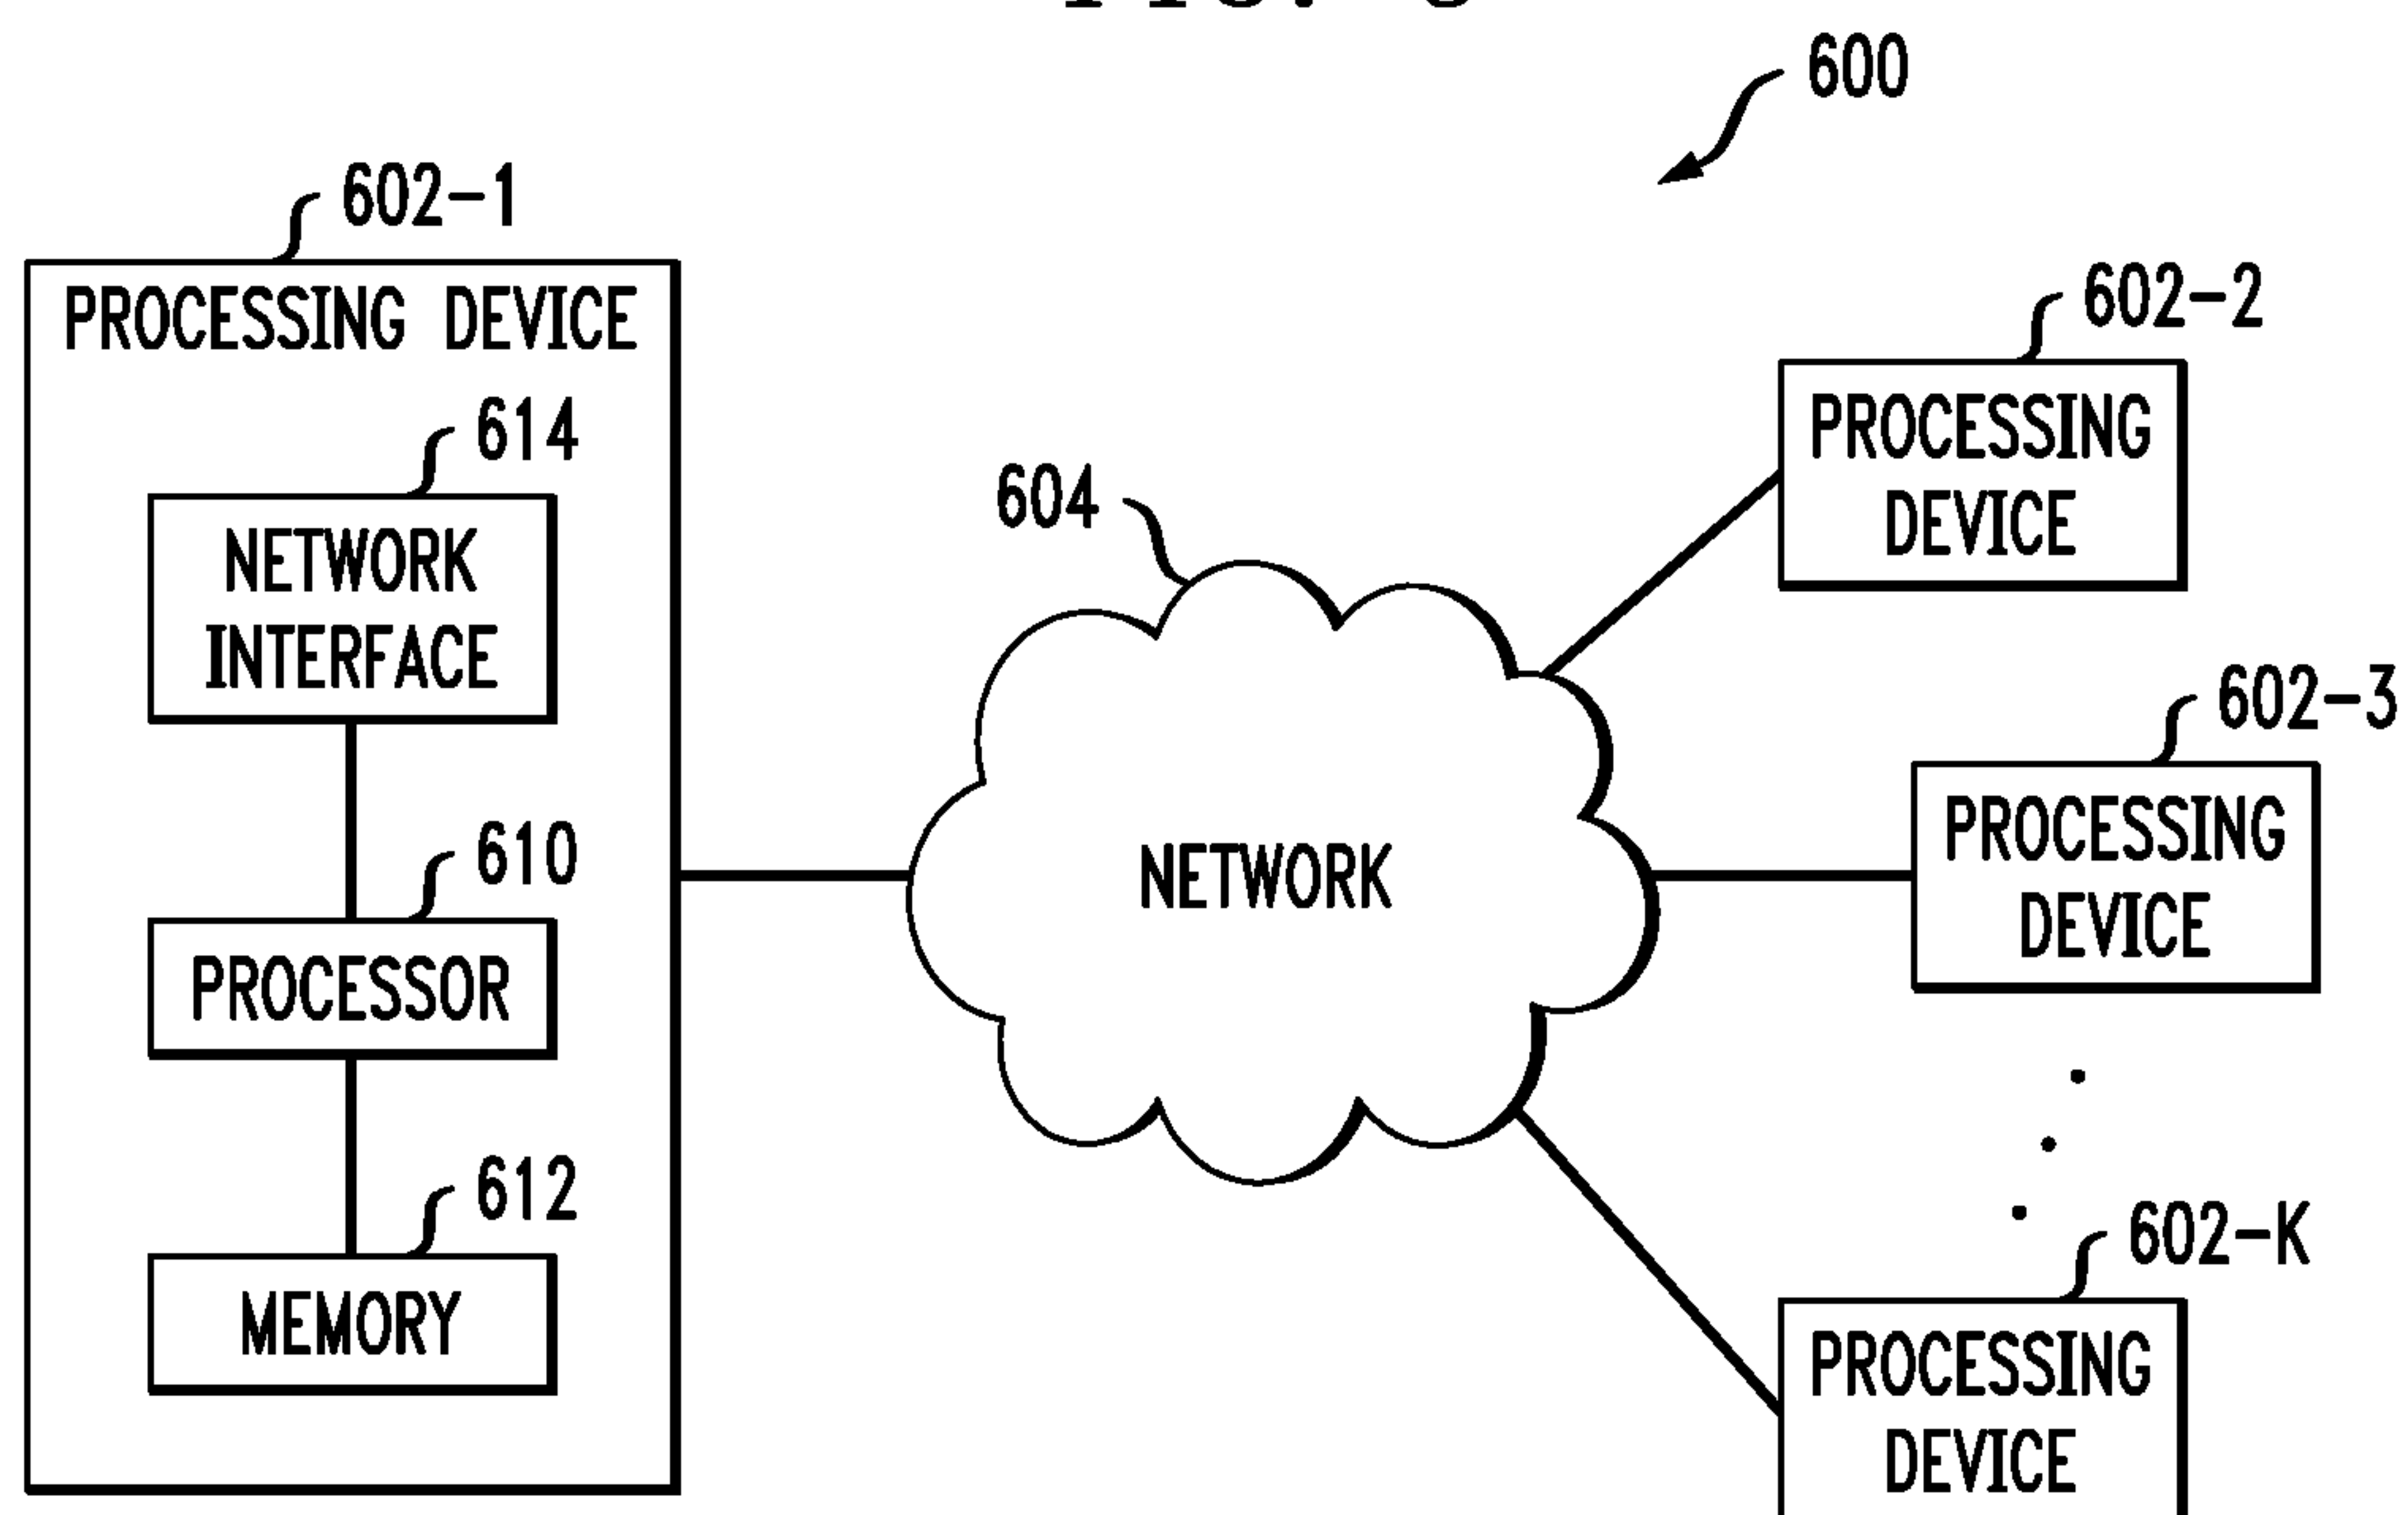 600
602-1
PROCESSING DEVICE
614
NETWORK
INTERFACE
610
PROCESSOR
612
MEMORY
604
NETWORK
602-2
PROCESSING
DEVICE
602-3
PROCESSING
DEVICE
602-K
PROCESSING
DEVICE